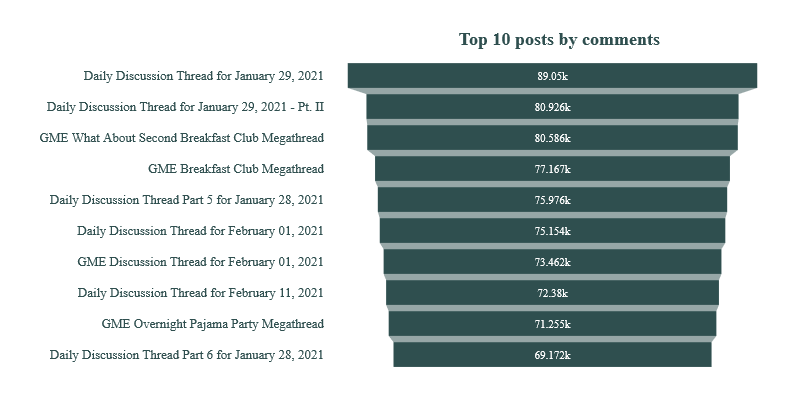 Top 10 posts by comments
Daily Discussion Thread for January 29, 2021 89.05k
Daily Discussion Thread for January 29, 2021 - Pt. II 80.926k
GME What About Second Breakfast Club Megathread 80.586k
GME Breakfast Club Megathread 77.167k
Daily Discussion Thread Part 5 for January 28, 2021 75.976k
Daily Discussion Thread for February 01, 2021 75.154k
GME Discussion Thread for February 01, 2021 73.462k
Daily Discussion Thread for February 11, 2021 72.38k
GME Overnight Pajama Party Megathread 71.255k
Daily Discussion Thread Part 6 for January 28, 2021 69.172k